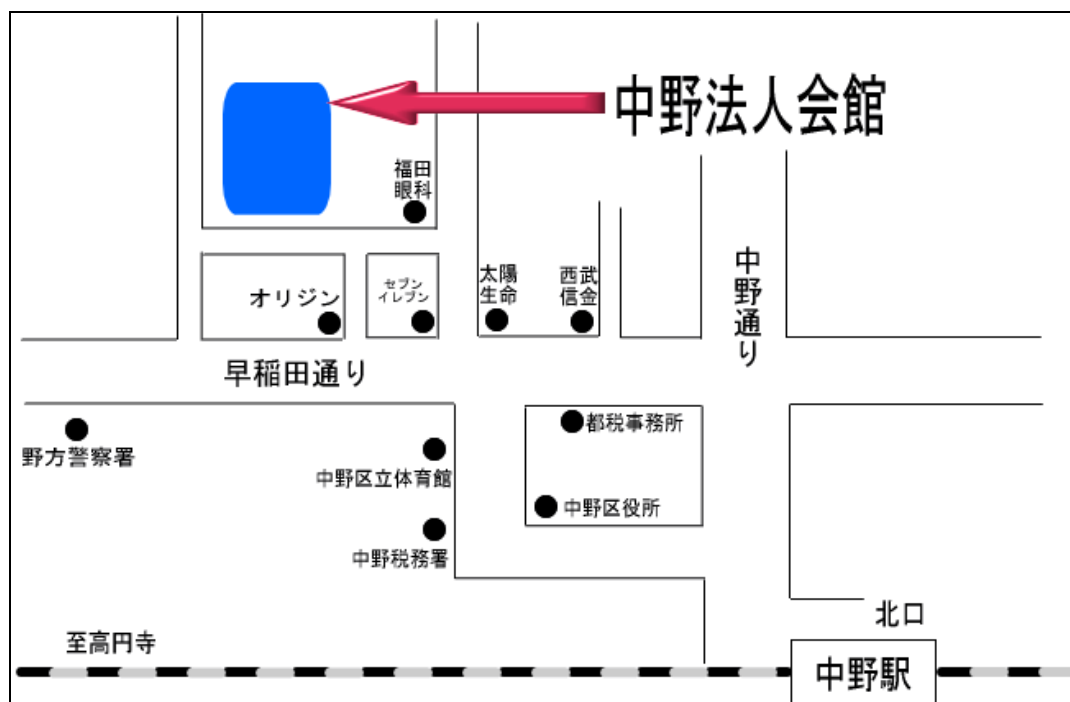 中野法人会館
福田
眼科
太陽
生命
西武
信金
中野通り
オリジン
セブン
イレブン
早稲田通り
野方警察署
中野区立体育館
中野税務署
都税事務所
中野区役所
北口
至高円寺
中野駅